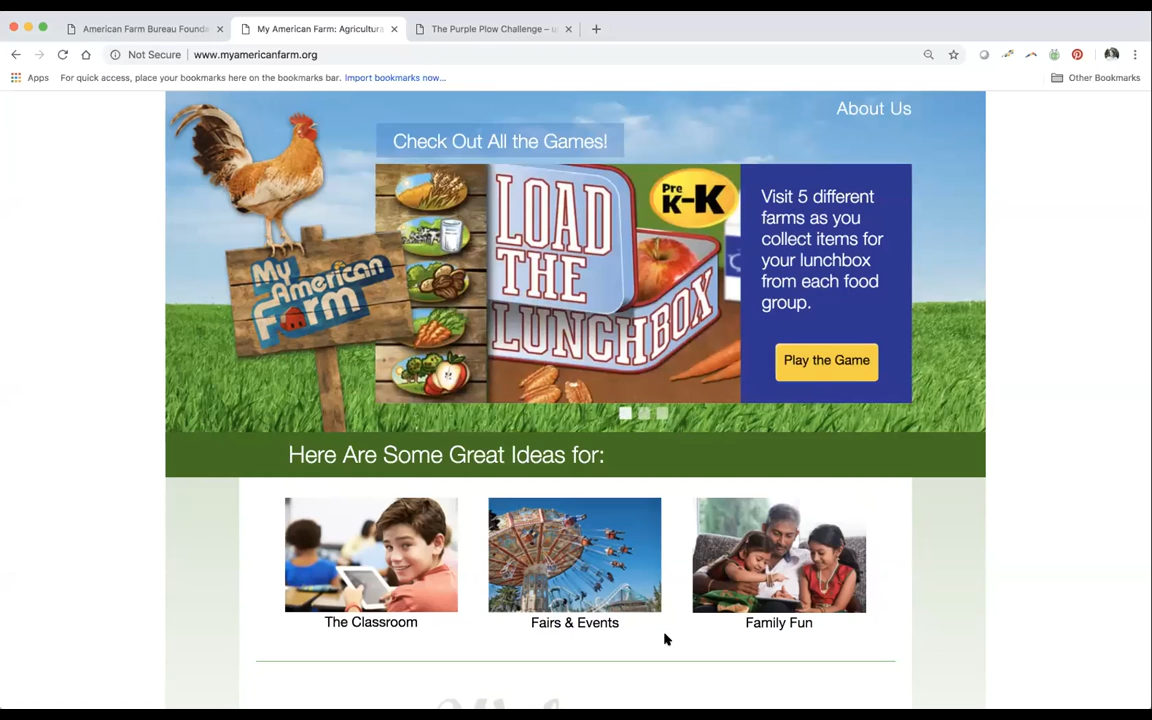 American Farm Bureau Founda
My American Farm: Agricultura
The Purple Plow Challenge – u
Not Secure
www.myamericanfarm.org
Apps
For quick access, place your bookmarks here on the bookmarks bar. Import bookmarks now...
Other Bookmarks
About Us
Check Out All the Games!
My
American
Farm
LOAD
THE
LUNCHBOX
Pre
K-K
Visit 5 different
farms as you
collect items for
your lunchbox
from each food
group.
Play the Game
Here Are Some Great Ideas for:
The Classroom
Fairs & Events
Family Fun